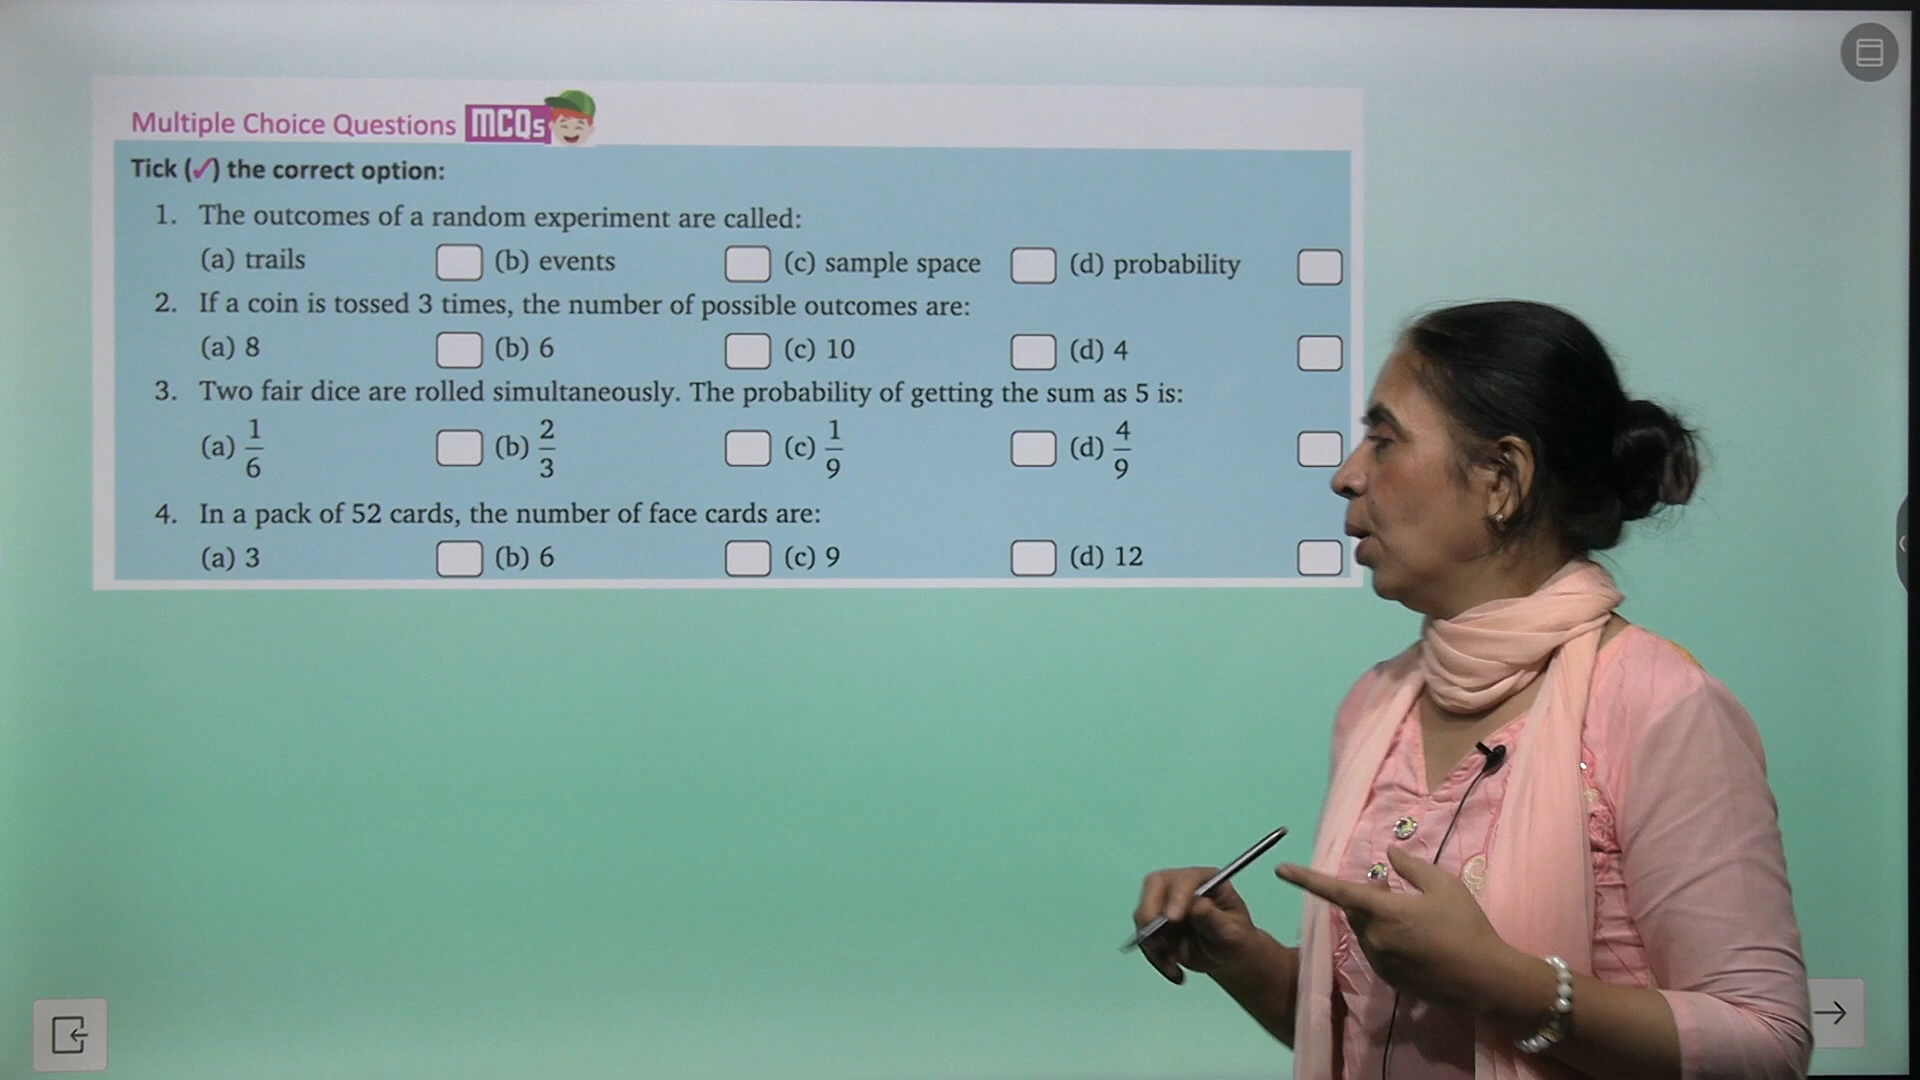 Multiple Choice Questions MCQs
Tick (✓) the correct option:
1. The outcomes of a random experiment are called:
(a) trails (b) events (c) sample space (d) probability
2. If a coin is tossed 3 times, the number of possible outcomes are:
(a) 8 (b) 6 (c) 10 (d) 4
3. Two fair dice are rolled simultaneously. The probability of getting the sum as 5 is:
(a) 1/6 (b) 2/3 (c) 1/9 (d) 4/9
4. In a pack of 52 cards, the number of face cards are:
(a) 3 (b) 6 (c) 9 (d) 12